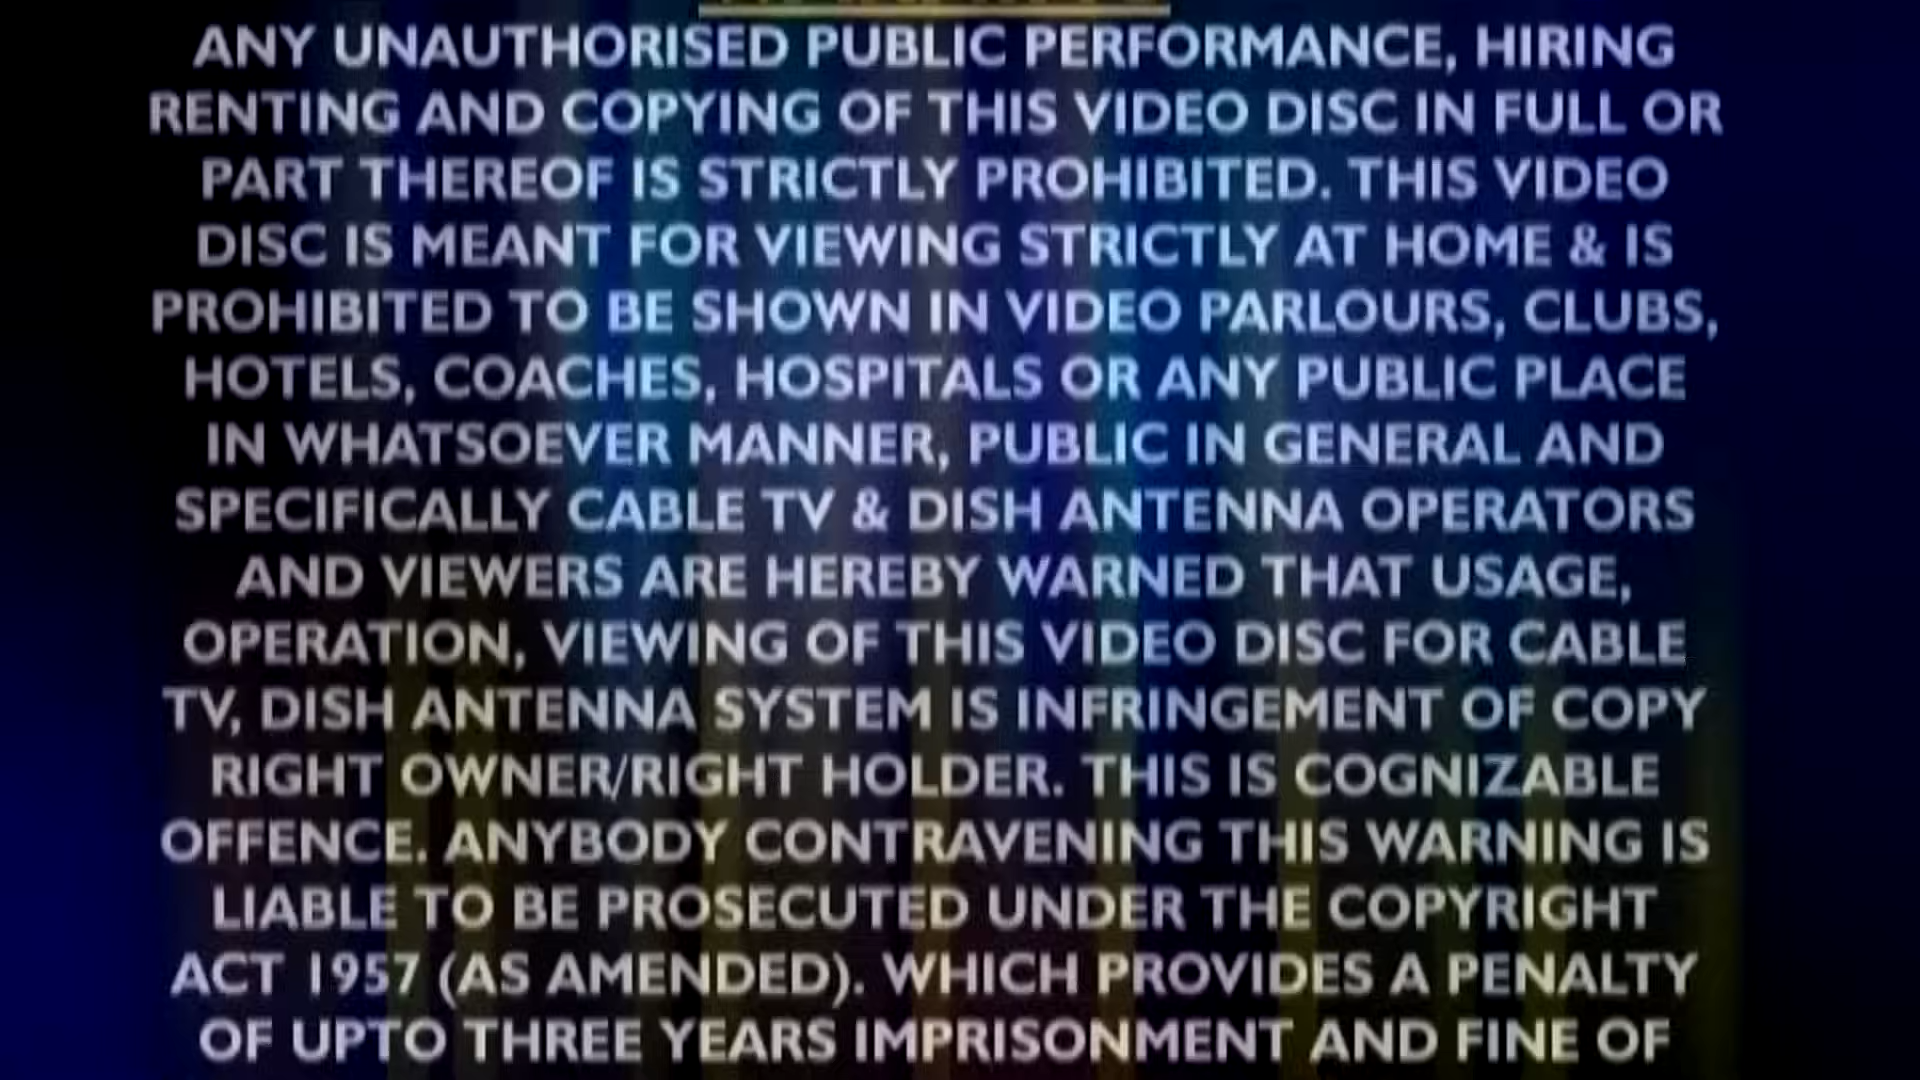 ANY UNAUTHORISED PUBLIC PERFORMANCE, HIRING
RENTING AND COPYING OF THIS VIDEO DISC IN FULL OR
PART THEREOF IS STRICTLY PROHIBITED. THIS VIDEO
DISC IS MEANT FOR VIEWING STRICTLY AT HOME & IS
PROHIBITED TO BE SHOWN IN VIDEO PARLOURS, CLUBS,
HOTELS, COACHES, HOSPITALS OR ANY PUBLIC PLACE
IN WHATSOEVER MANNER, PUBLIC IN GENERAL AND
SPECIFICALLY CABLE TV & DISH ANTENNA OPERATORS
AND VIEWERS ARE HEREBY WARNED THAT USAGE,
OPERATION, VIEWING OF THIS VIDEO DISC FOR CABLE
TV, DISH ANTENNA SYSTEM IS INFRINGEMENT OF COPY
RIGHT OWNER/RIGHT HOLDER. THIS IS COGNIZABLE
OFFENCE. ANYBODY CONTRAVENING THIS WARNING IS
LIABLE TO BE PROSECUTED UNDER THE COPYRIGHT
ACT 1957 (AS AMENDED). WHICH PROVIDES A PENALTY
OF UPTO THREE YEARS IMPRISONMENT AND FINE OF